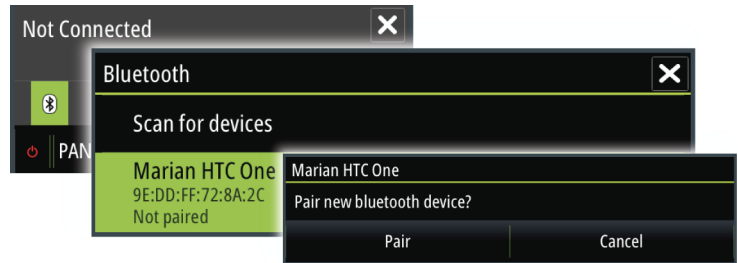 Not Connected
Bluetooth
Scan for devices
PAN
Marian HTC One
9E:DD:FF:72:8A:2C
Not paired
Marian HTC One
Pair new bluetooth device?
Pair Cancel